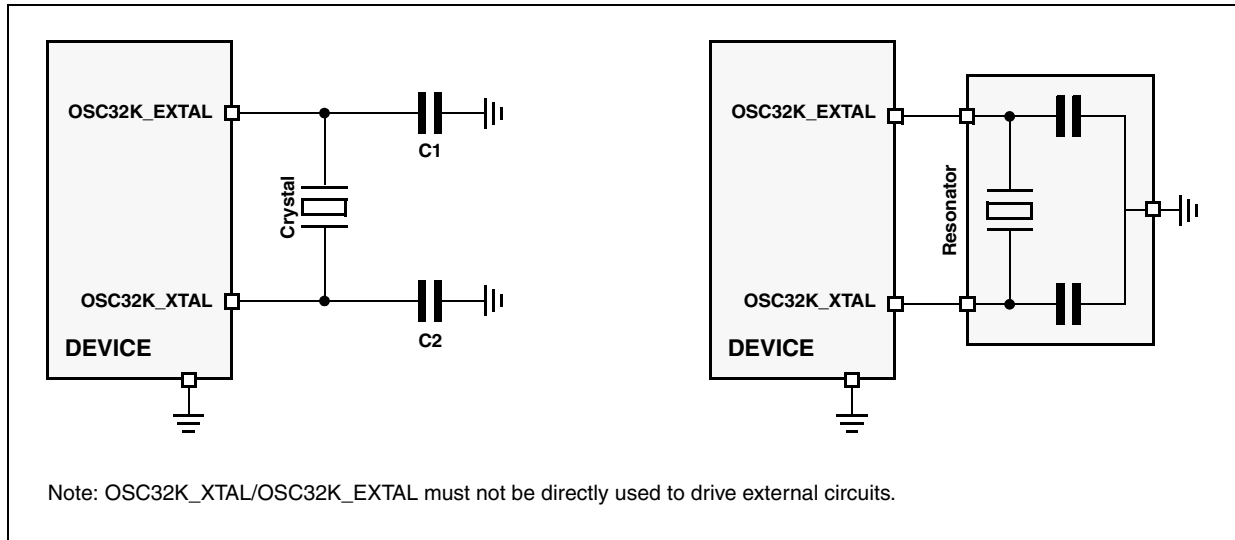 OSC32K_EXTAL
C1
Crystal
OSC32K_XTAL
C2
DEVICE
OSC32K_EXTAL
Resonator
OSC32K_XTAL
DEVICE
Note: OSC32K_XTAL/OSC32K_EXTAL must not be directly used to drive external circuits.